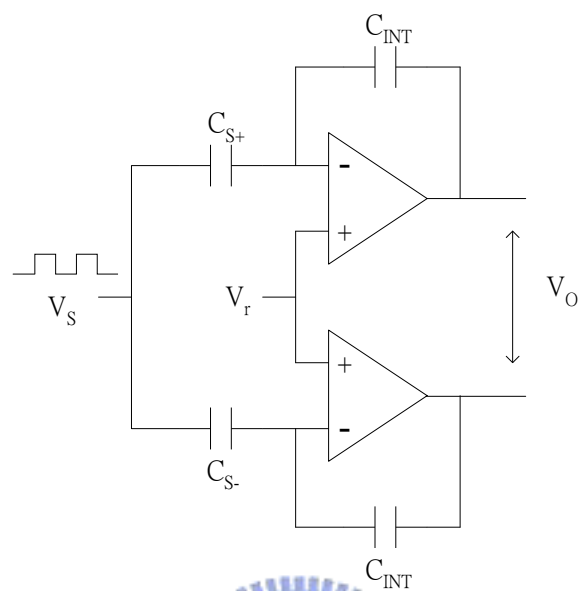 C_INT
C_S+
-
+
V_S
V_r
V_O
+
-
C_S-
C_INT